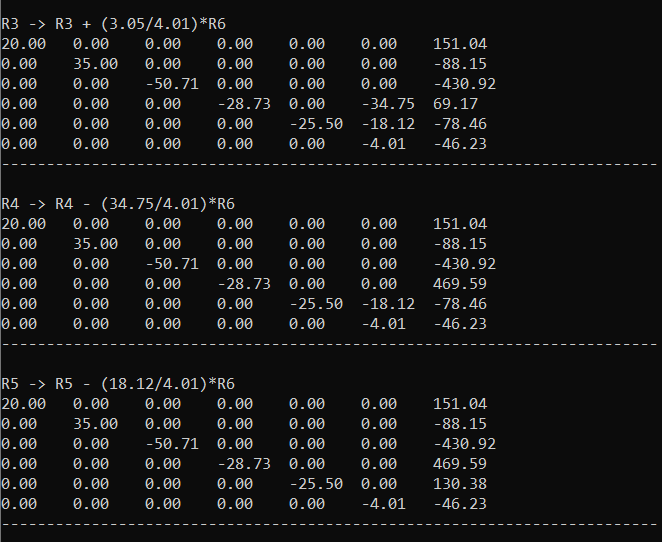 R3 -> R3 + (3.05/4.01)*R6
20.00   0.00    0.00    0.00    0.00    0.00    151.04
0.00    35.00   0.00    0.00    0.00    0.00    -88.15
0.00    0.00    -50.71  0.00    0.00    0.00    -430.92
0.00    0.00    0.00    -28.73  0.00    -34.75  69.17
0.00    0.00    0.00    0.00    -25.50  -18.12  -78.46
0.00    0.00    0.00    0.00    0.00    -4.01   -46.23
-------------------------------------------------------------------------
R4 -> R4 - (34.75/4.01)*R6
20.00   0.00    0.00    0.00    0.00    0.00    151.04
0.00    35.00   0.00    0.00    0.00    0.00    -88.15
0.00    0.00    -50.71  0.00    0.00    0.00    -430.92
0.00    0.00    0.00    -28.73  0.00    0.00    469.59
0.00    0.00    0.00    0.00    -25.50  -18.12  -78.46
0.00    0.00    0.00    0.00    0.00    -4.01   -46.23
-------------------------------------------------------------------------
R5 -> R5 - (18.12/4.01)*R6
20.00   0.00    0.00    0.00    0.00    0.00    151.04
0.00    35.00   0.00    0.00    0.00    0.00    -88.15
0.00    0.00    -50.71  0.00    0.00    0.00    -430.92
0.00    0.00    0.00    -28.73  0.00    0.00    469.59
0.00    0.00    0.00    0.00    -25.50  0.00    130.38
0.00    0.00    0.00    0.00    0.00    -4.01   -46.23
-------------------------------------------------------------------------